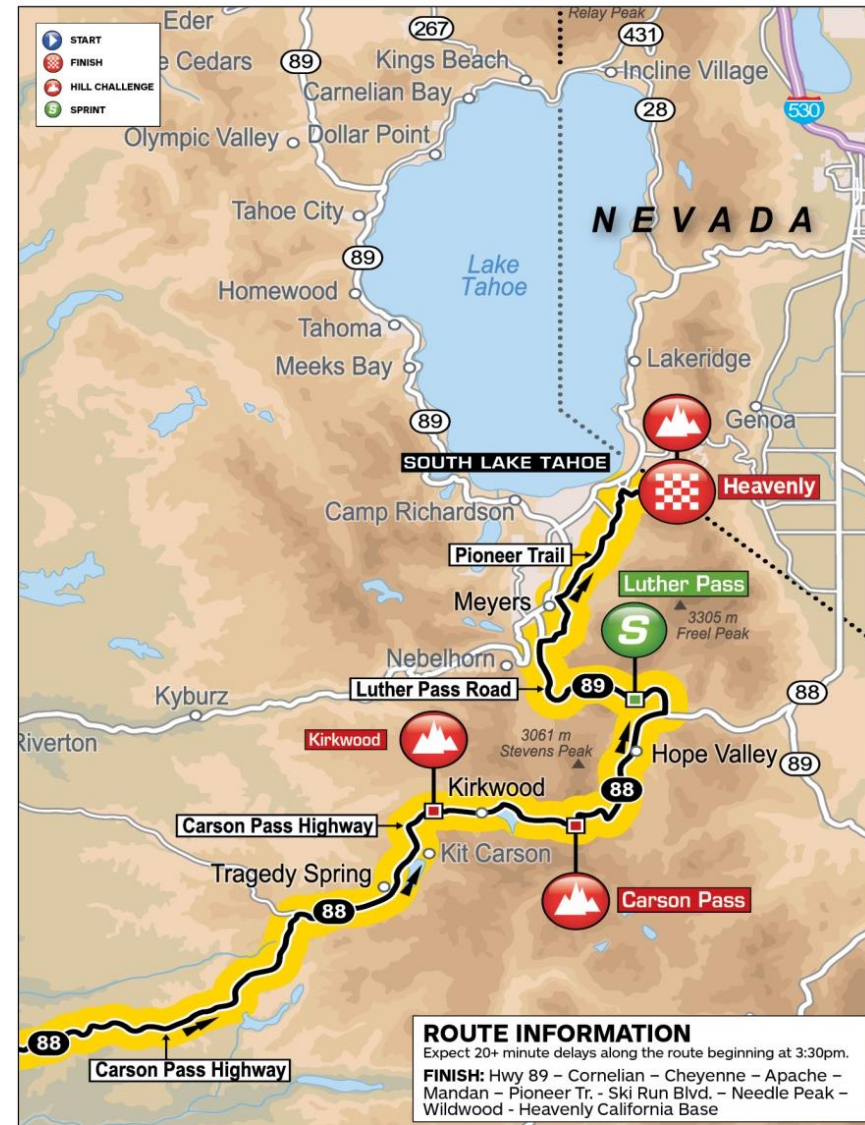 START
FINISH
HILL CHALLENGE
SPRINT
Eder
e Cedars
267
Relay Peak
431
89
Kings Beach
Incline Village
Carnelian Bay
28
530
Olympic Valley
Dollar Point
Tahoe City
NEVADA
89
Lake
Tahoe
Homewood
Tahoma
Lakeridge
Meeks Bay
89
Genoa
SOUTH LAKE TAHOE
Heavenly
Camp Richardson
Pioneer Trail
Luther Pass
Meyers
3305 m
Freel Peak
S
Nebelhorn
Luther Pass Road
89
88
Kyburz
Riverton
Kirkwood
3061 m
Stevens Peak
Hope Valley
89
Kirkwood
88
Carson Pass Highway
Kit Carson
Tragedy Spring
Carson Pass
88
88
Carson Pass Highway
ROUTE INFORMATION
Expect 20+ minute delays along the route beginning at 3:30pm.
FINISH: Hwy 89 – Cornelian – Cheyenne – Apache –
Mandan – Pioneer Tr. - Ski Run Blvd. – Needle Peak –
Wildwood - Heavenly California Base